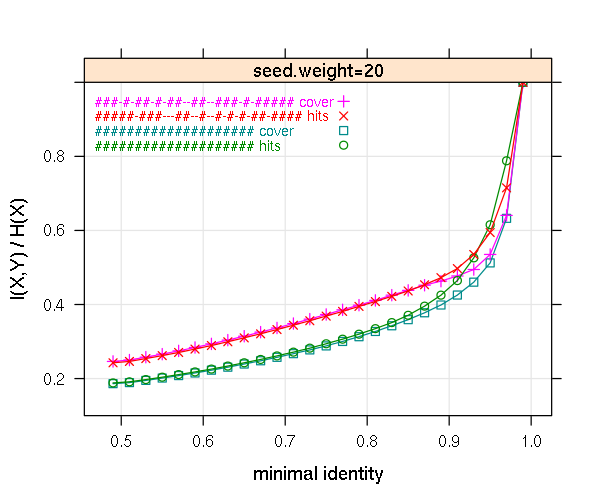 seed.weight=20
###-#-##-#-##--##--###-#-##### cover
#####-###---##--#-#-#-#-##-#### hits
#################### cover
#################### hits
I(X,Y) / H(X)
0.8
0.6
0.4
0.2
0.5 0.6 0.7 0.8 0.9 1.0
minimal identity